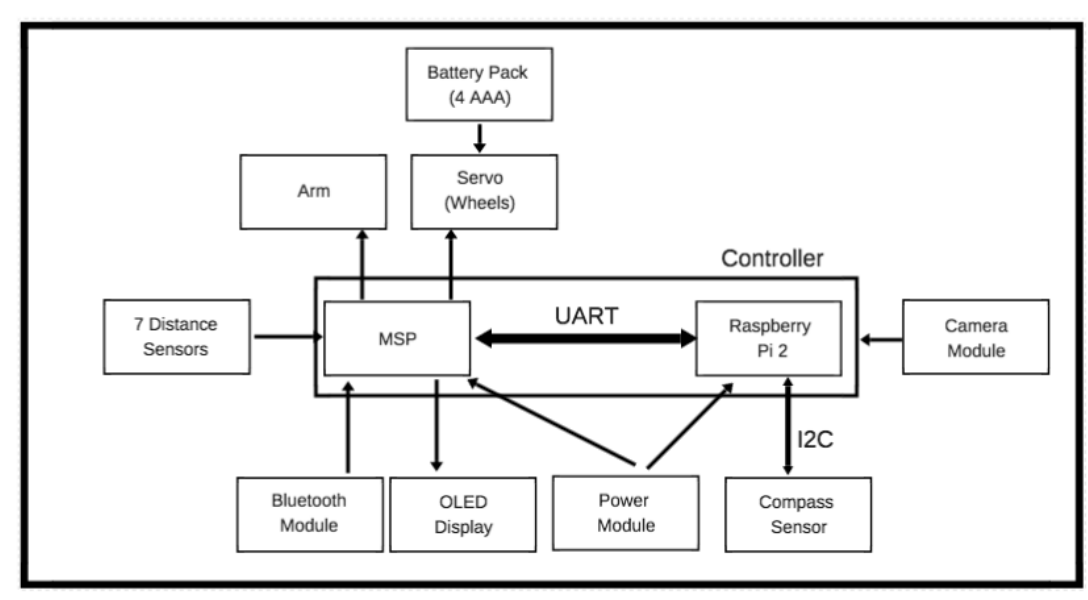 Battery Pack
(4 AAA)
Arm
Servo
(Wheels)
Controller
7 Distance
Sensors
MSP
UART
Raspberry
Pi 2
Camera
Module
I2C
Bluetooth
Module
OLED
Display
Power
Module
Compass
Sensor